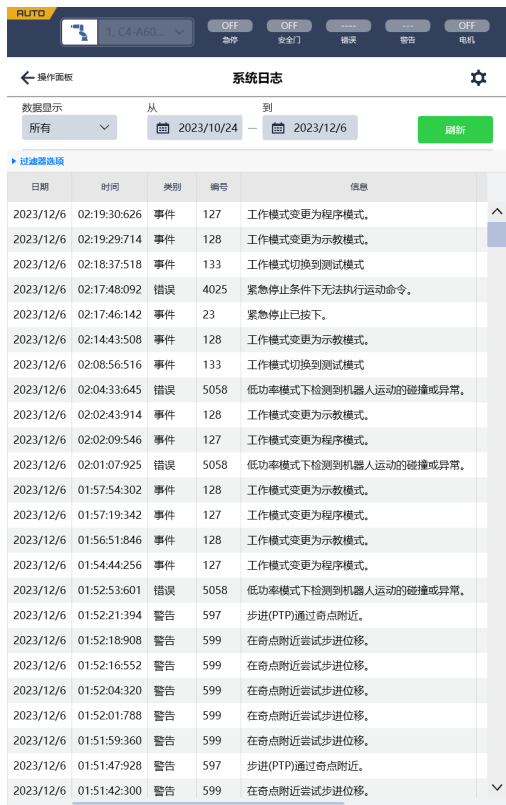 AUTO
1, C4-A60...
OFF 急停
OFF 安全门
---- 错误
--- 警告
OFF 电机
操作面板
系统日志
数据显示 从 到
所有 2023/10/24 — 2023/12/6 刷新
过滤器选项
日期 时间 类别 编号 信息
2023/12/6 02:19:30:626 事件 127 工作模式变更为程序模式。
2023/12/6 02:19:29:714 事件 128 工作模式变更为示教模式。
2023/12/6 02:18:37:518 事件 133 工作模式切换到测试模式
2023/12/6 02:17:48:092 错误 4025 紧急停止条件下无法执行运动命令。
2023/12/6 02:17:46:142 事件 23 紧急停止已按下。
2023/12/6 02:14:43:508 事件 128 工作模式变更为示教模式。
2023/12/6 02:08:56:516 事件 133 工作模式切换到测试模式
2023/12/6 02:04:33:645 错误 5058 低功率模式下检测到机器人运动的碰撞或异常。
2023/12/6 02:02:43:914 事件 128 工作模式变更为示教模式。
2023/12/6 02:02:09:546 事件 127 工作模式变更为程序模式。
2023/12/6 02:01:07:925 错误 5058 低功率模式下检测到机器人运动的碰撞或异常。
2023/12/6 01:57:54:302 事件 128 工作模式变更为示教模式。
2023/12/6 01:57:19:342 事件 127 工作模式变更为程序模式。
2023/12/6 01:56:51:846 事件 128 工作模式变更为示教模式。
2023/12/6 01:54:44:256 事件 127 工作模式变更为程序模式。
2023/12/6 01:52:53:601 错误 5058 低功率模式下检测到机器人运动的碰撞或异常。
2023/12/6 01:52:21:394 警告 597 步进(PTP)通过奇点附近。
2023/12/6 01:52:18:908 警告 599 在奇点附近尝试步进位移。
2023/12/6 01:52:16:552 警告 599 在奇点附近尝试步进位移。
2023/12/6 01:52:04:320 警告 599 在奇点附近尝试步进位移。
2023/12/6 01:52:01:788 警告 599 在奇点附近尝试步进位移。
2023/12/6 01:51:59:360 警告 599 在奇点附近尝试步进位移。
2023/12/6 01:51:47:928 警告 597 步进(PTP)通过奇点附近。
2023/12/6 01:51:42:300 警告 599 在奇点附近尝试步进位移。